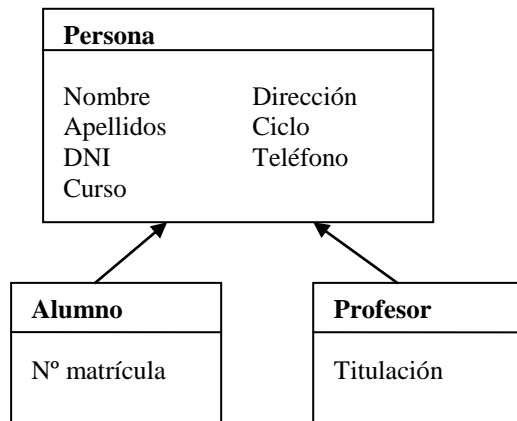 Persona
Nombre Dirección
Apellidos Ciclo
DNI Teléfono
Curso
Alumno
Nº matrícula
Profesor
Titulación